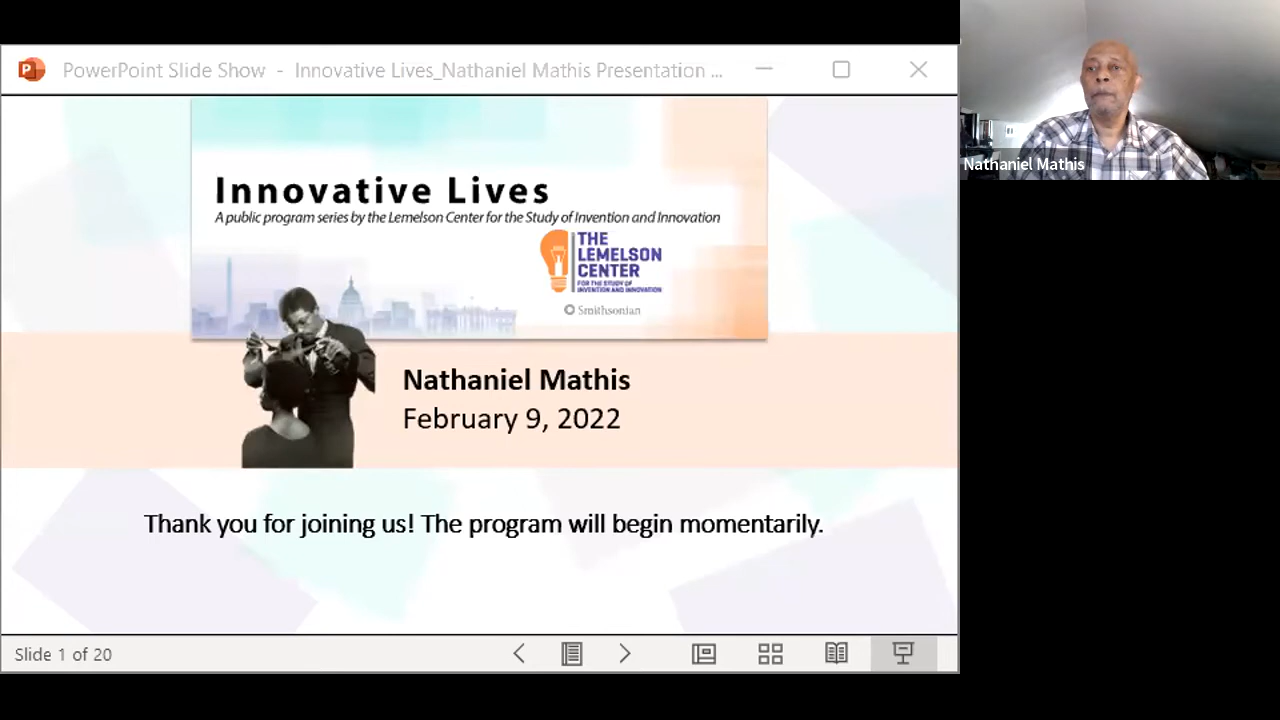 PowerPoint Slide Show - Innovative Lives_Nathaniel Mathis Presentation ...
Innovative Lives
A public program series by the Lemelson Center for the Study of Invention and Innovation
THE
LEMELSON
CENTER
FOR THE STUDY OF
INVENTION AND INNOVATION
Smithsonian
Nathaniel Mathis
February 9, 2022
Thank you for joining us! The program will begin momentarily.
Slide 1 of 20
Nathaniel Mathis